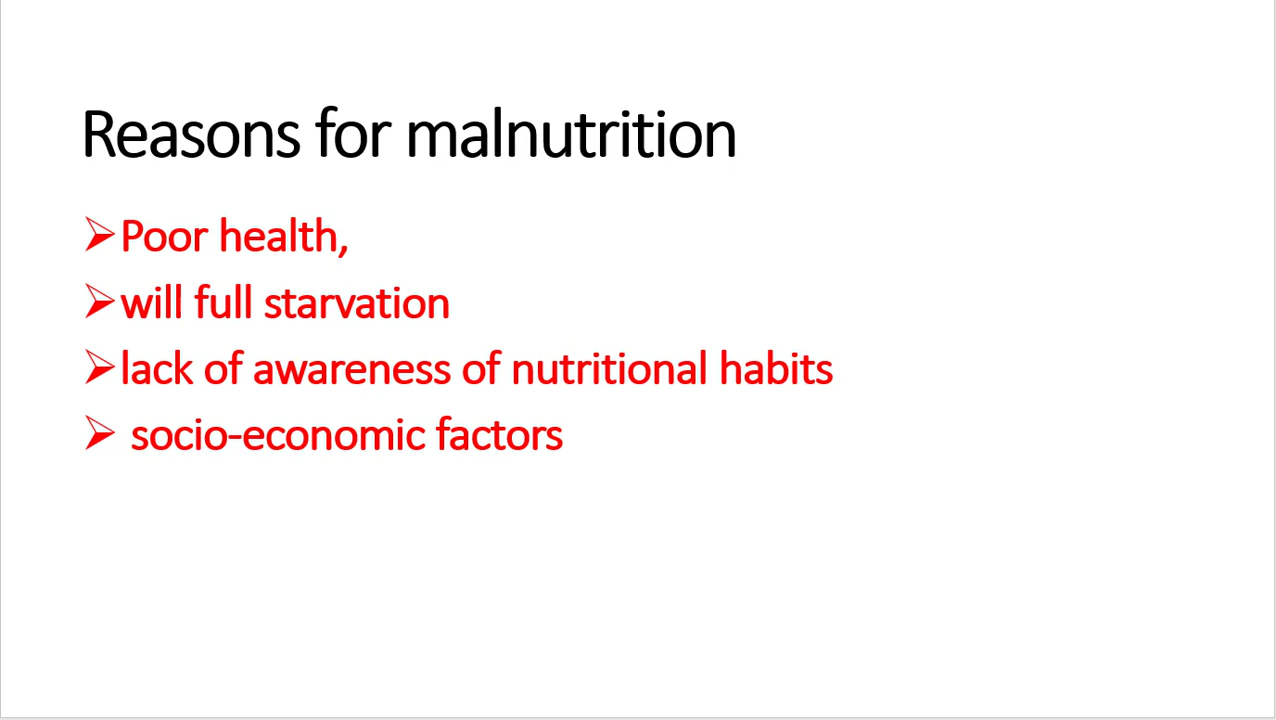 Reasons for malnutrition
➢Poor health,
➢will full starvation
➢lack of awareness of nutritional habits
➢ socio-economic factors